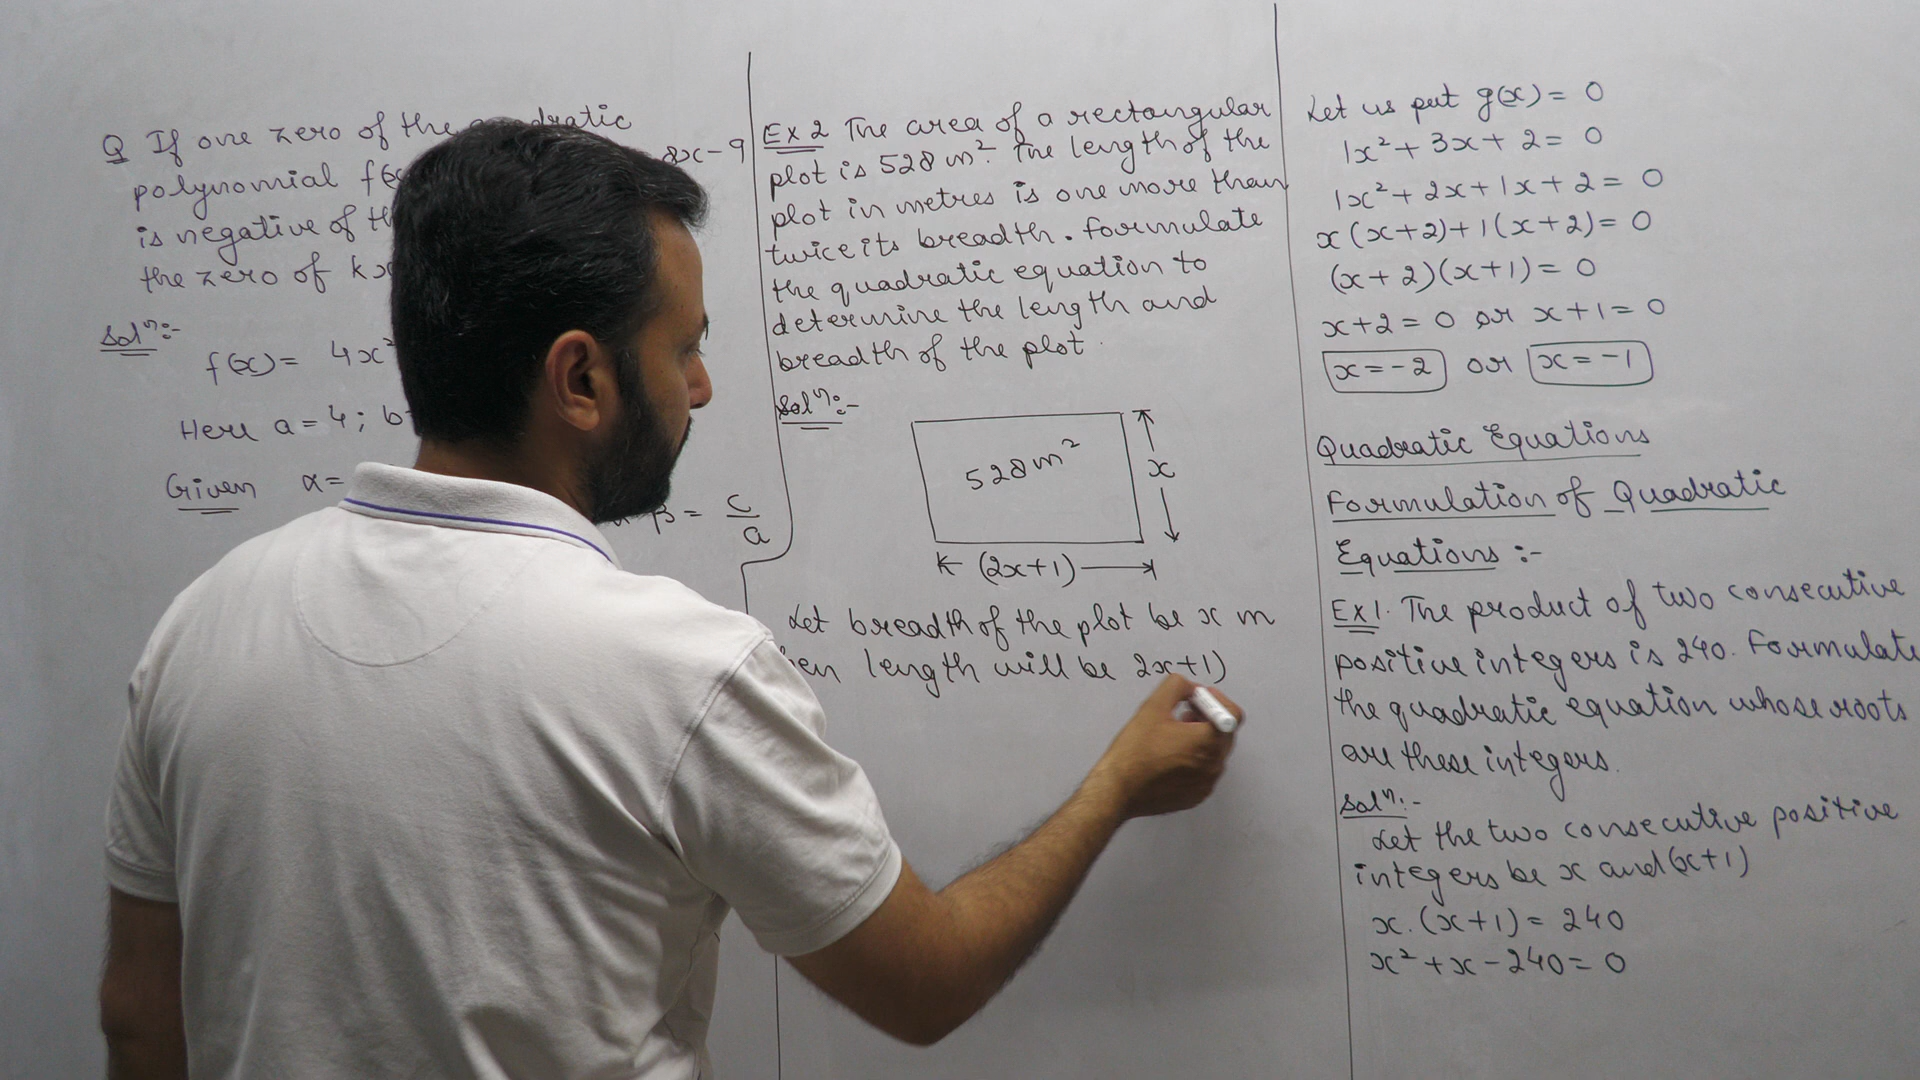 Q If one zero of the
8x-9
polynomial
is negative of
the zero of
Soln:-
f(x) = 4x²
Here a = 4 ; b
Given α =
β = c/a
EX 2 The area of a rectangular
plot is 528 m². The length of the
plot in metres is one more than
twice its breadth. Formulate
the quadratic equation to
determine the length and
breadth of the plot.
Soln:-
528 m²
x
(2x+1)
Let breadth of the plot be x m
length will be 2x+1)
Let us put g(x) = 0
1x² + 3x + 2 = 0
1x² + 2x + 1x + 2 = 0
x (x+2) + 1 (x+2) = 0
(x+2) (x+1) = 0
x+2 = 0 or x+1 = 0
x = -2 or x = -1
Quadratic Equations
Formulation of Quadratic
Equations :-
EX 1. The product of two consecutive
positive integers is 240. Formulate
the quadratic equation whose roots
are these integers.
Soln:-
Let the two consecutive positive
integers be x and (x+1)
x. (x+1) = 240
x² + x - 240 = 0